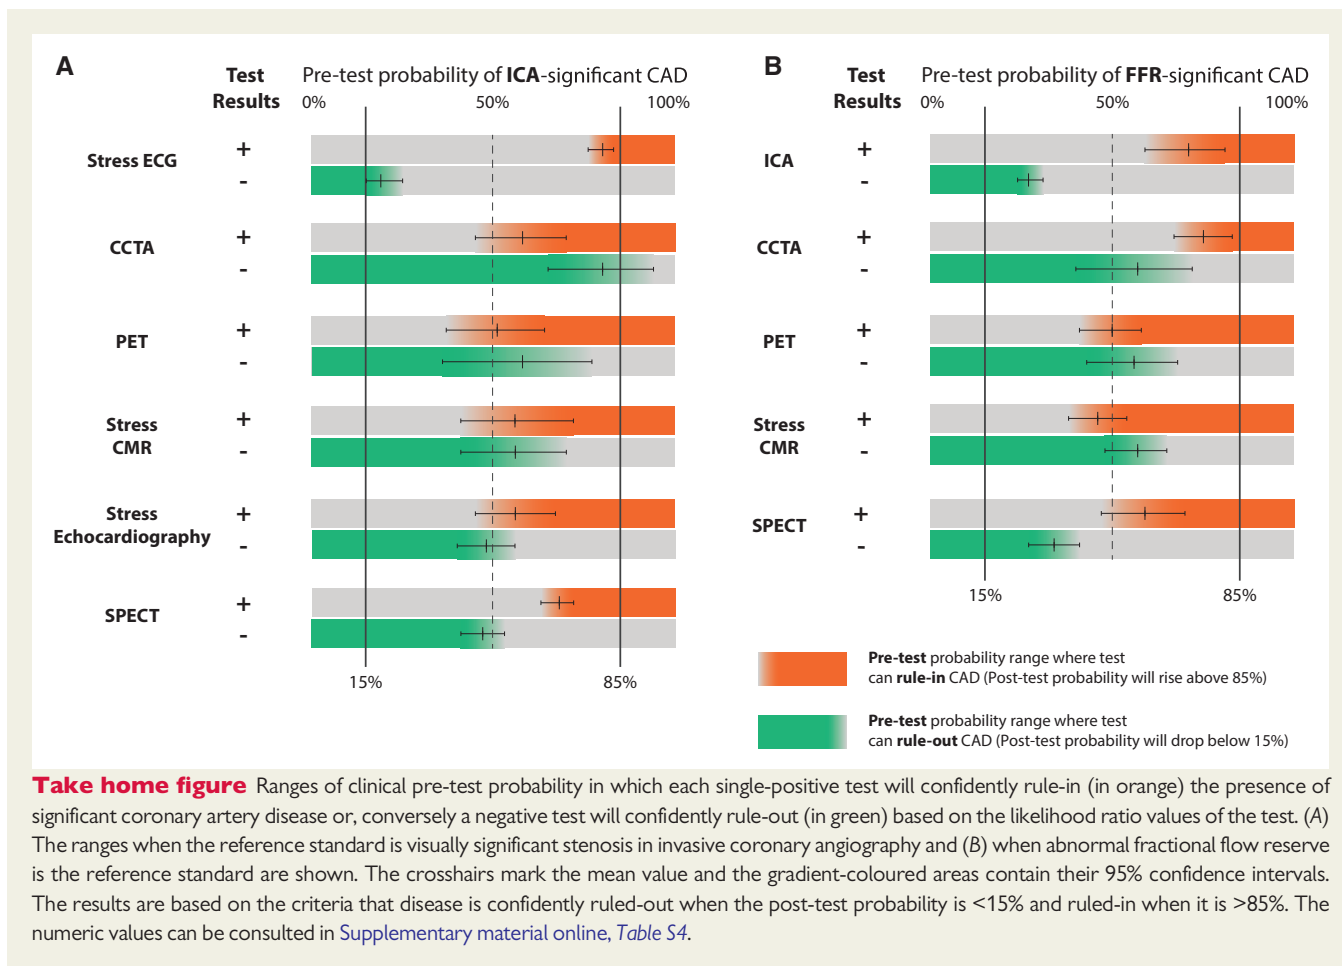 A
Test
Results
Pre-test probability of ICA-significant CAD
0% 50% 100%
Stress ECG
+
-
CCTA
+
-
PET
+
-
Stress
CMR
+
-
Stress
Echocardiography
+
-
SPECT
+
-
15% 85%
B
Test
Results
Pre-test probability of FFR-significant CAD
0% 50% 100%
ICA
+
-
CCTA
+
-
PET
+
-
Stress
CMR
+
-
SPECT
+
-
15% 85%
Pre-test probability range where test
can rule-in CAD (Post-test probability will rise above 85%)
Pre-test probability range where test
can rule-out CAD (Post-test probability will drop below 15%)
Take home figure Ranges of clinical pre-test probability in which each single-positive test will confidently rule-in (in orange) the presence of
significant coronary artery disease or, conversely a negative test will confidently rule-out (in green) based on the likelihood ratio values of the test. (A)
The ranges when the reference standard is visually significant stenosis in invasive coronary angiography and (B) when abnormal fractional flow reserve
is the reference standard are shown. The crosshairs mark the mean value and the gradient-coloured areas contain their 95% confidence intervals.
The results are based on the criteria that disease is confidently ruled-out when the post-test probability is <15% and ruled-in when it is >85%. The
numeric values can be consulted in Supplementary material online, Table S4.